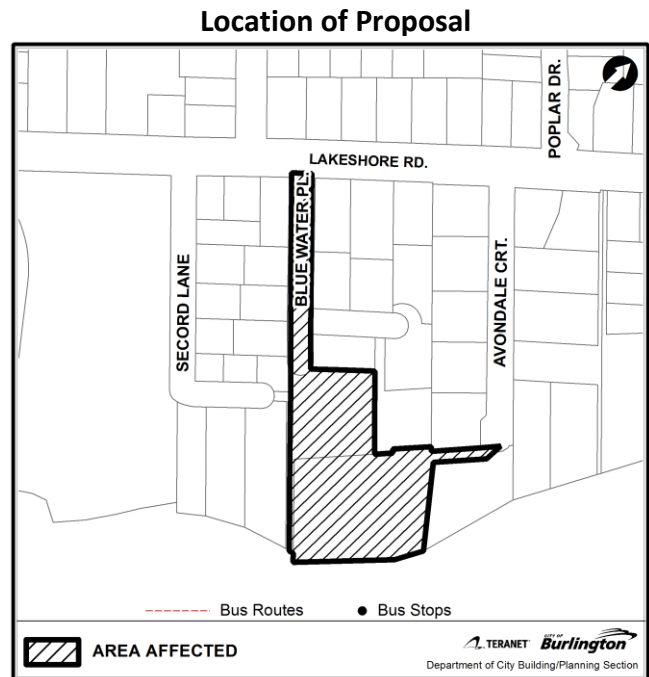 Location of Proposal
POPLAR DR.
LAKESHORE RD.
BLUE WATER PL.
SECORD LANE
AVONDALE CRT.
Bus Routes
Bus Stops
AREA AFFECTED
TERANET
CITY OF
Burlington
Department of City Building/Planning Section